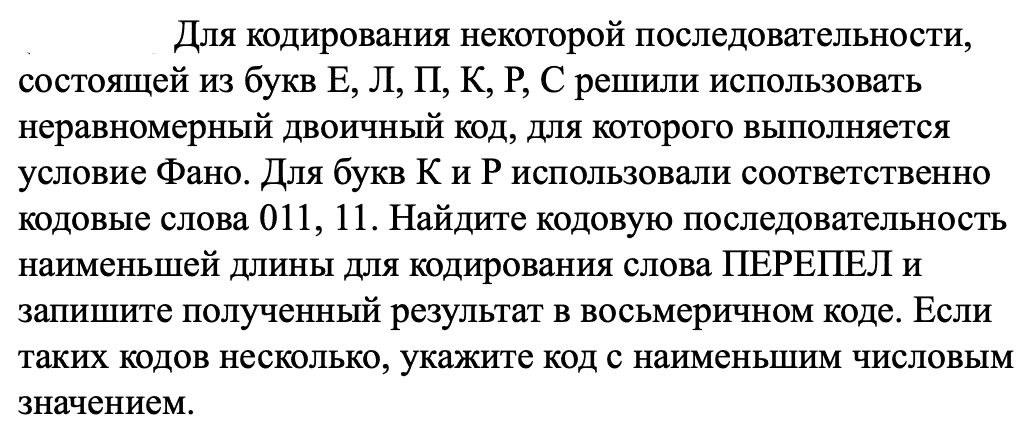 Для кодирования некоторой последовательности,
состоящей из букв Е, Л, П, К, Р, С решили использовать
неравномерный двоичный код, для которого выполняется
условие Фано. Для букв К и Р использовали соответственно
кодовые слова 011, 11. Найдите кодовую последовательность
наименьшей длины для кодирования слова ПЕРЕПЕЛ и
запишите полученный результат в восьмеричном коде. Если
таких кодов несколько, укажите код с наименьшим числовым
значением.